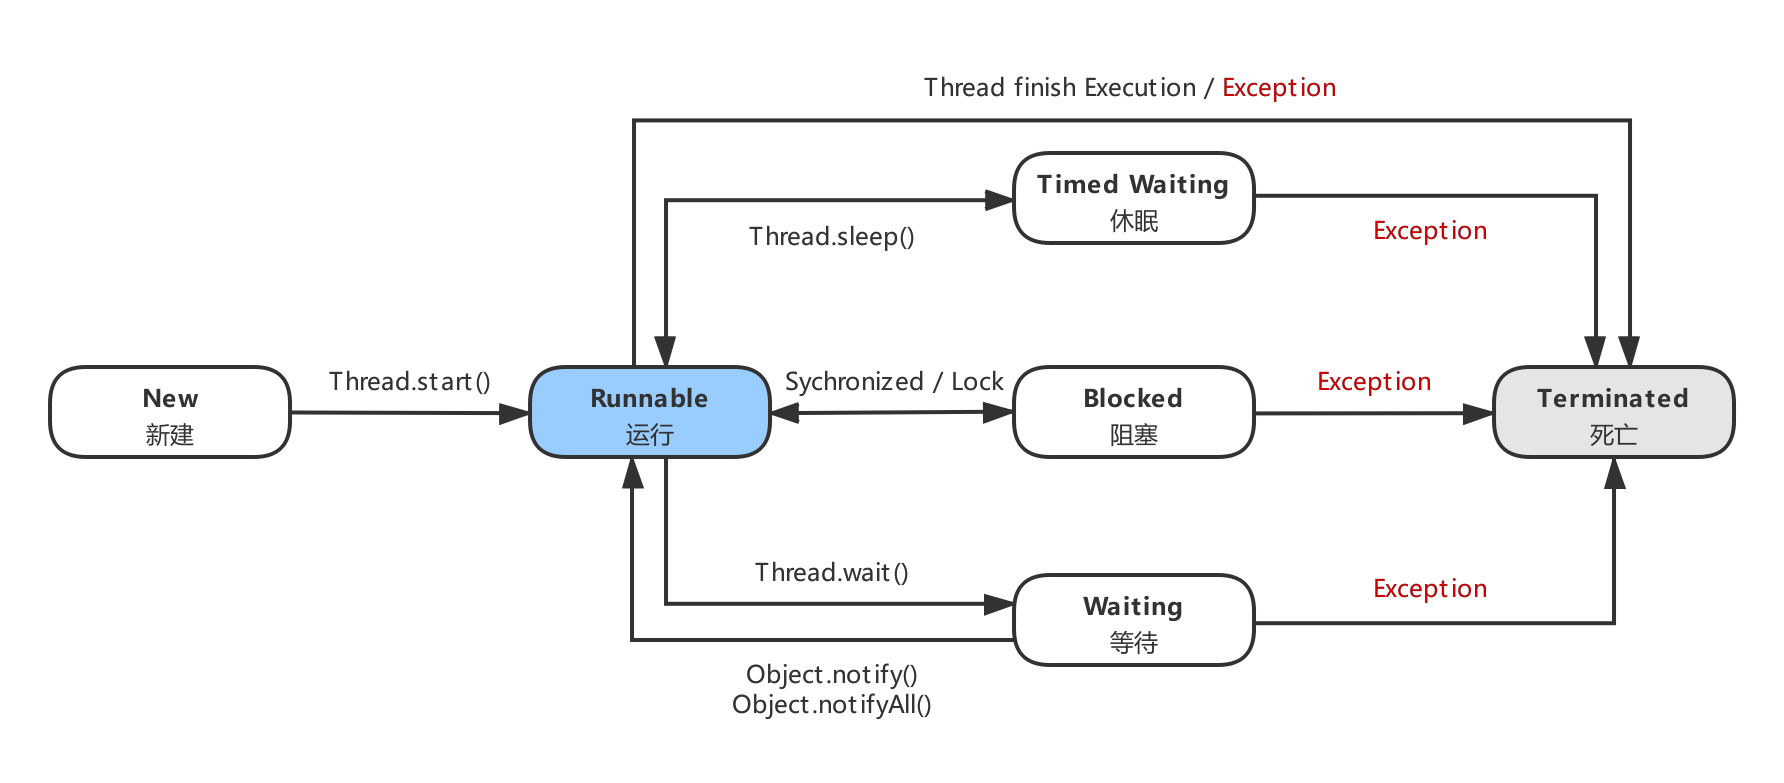 Thread finish Execution / Exception
Timed Waiting
休眠
Thread.sleep()
Exception
New
新建
Thread.start()
Runnable
运行
Sychronized / Lock
Blocked
阻塞
Exception
Terminated
死亡
Thread.wait()
Waiting
等待
Exception
Object.notify()
Object.notifyAll()